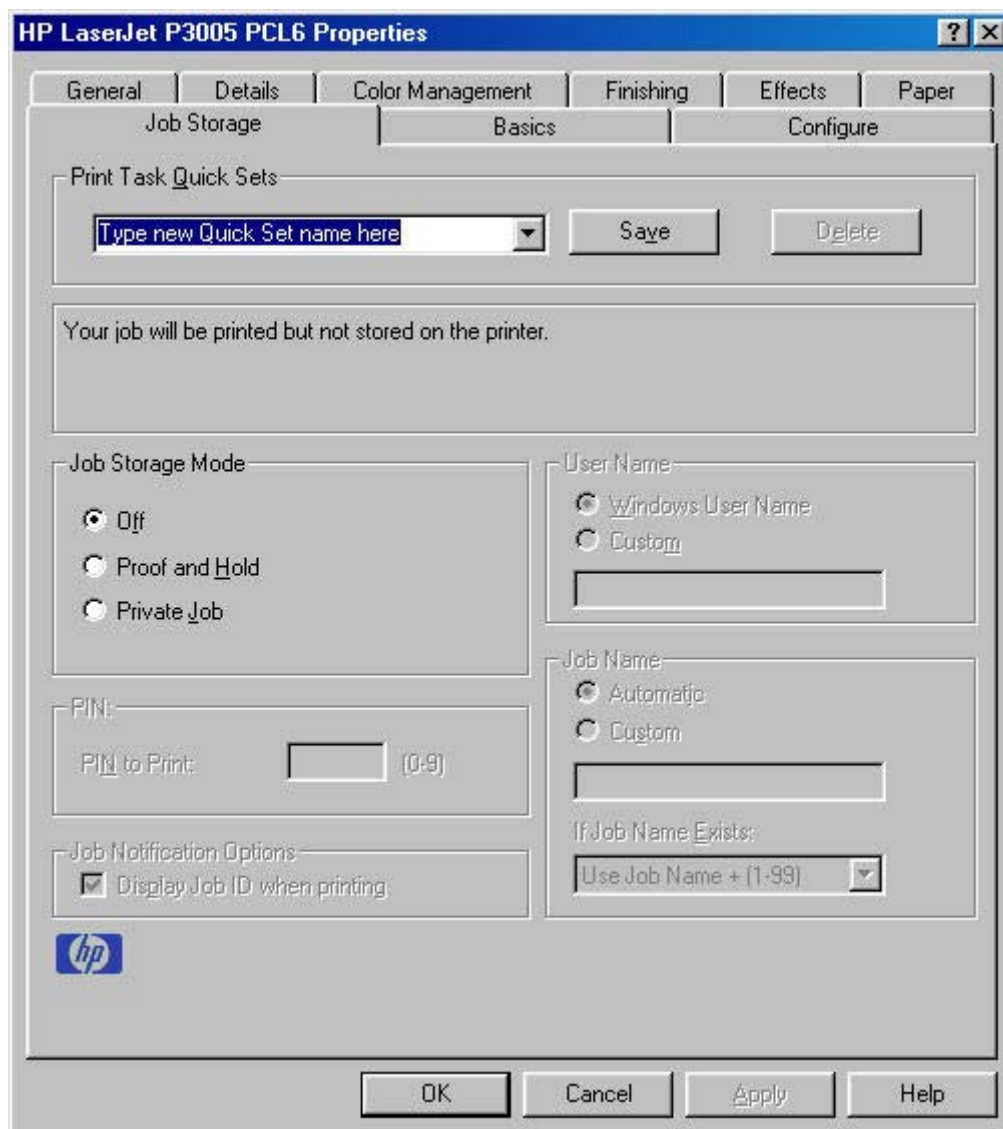 HP LaserJet P3005 PCL6 Properties
General Details Color Management Finishing Effects Paper
Job Storage Basics Configure
Print Task Quick Sets
Type new Quick Set name here Save Delete
Your job will be printed but not stored on the printer.
Job Storage Mode
Off
Proof and Hold
Private Job
User Name
Windows User Name
Custom
PIN:
PIN to Print: (0-9)
Job Name
Automatic
Custom
If Job Name Exists:
Use Job Name + (1-99)
Job Notification Options
Display Job ID when printing
hp
OK Cancel Apply Help